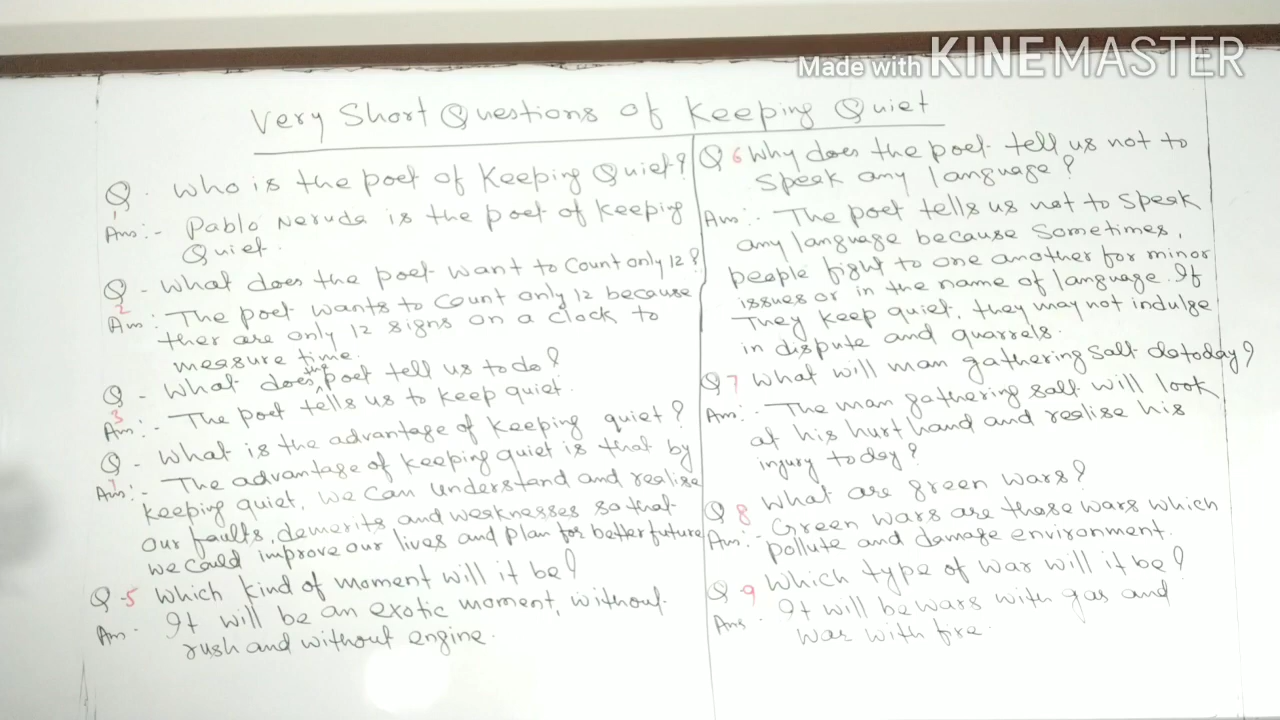 Made with KINEMASTER
Very Short Questions of Keeping Quiet
Q 1 - Who is the poet of Keeping Quiet?
Ans:- Pablo Neruda is the poet of Keeping
Quiet.
Q 2 - What does the poet want to Count only 12?
Ans: The poet wants to Count only 12 because
ther are only 12 signs on a clock to
measure time.
Q 3 - What does the poet tell us to do?
Ans:- The poet tells us to keep quiet.
Q - What is the advantage of keeping quiet?
Ans:- The advantage of keeping quiet is that by
keeping quiet, we can understand and realise
our faults, demerits and weaknesses so that
we could improve our lives and plan for better future
Q-5 Which kind of moment will it be?
Ans- It will be an exotic moment, without
rush and without engine.
Q 6 Why does the poet tell us not to
speak any language?
Ans:- The poet tells us not to speak
any language because sometimes,
people fight to one another for minor
issues or in the name of language. If
They keep quiet, they may not indulge
in dispute and quarrels.
Q 7 What will man gathering salt do today?
Ans:- The man gathering salt will look
at his hurt hand and realise his
injury today?
Q 8 What are green wars?
Ans:- Green wars are those wars which
pollute and damage environment.
Q-9 Which type of war will it be?
Ans- It will be wars with gas and
war with fire.